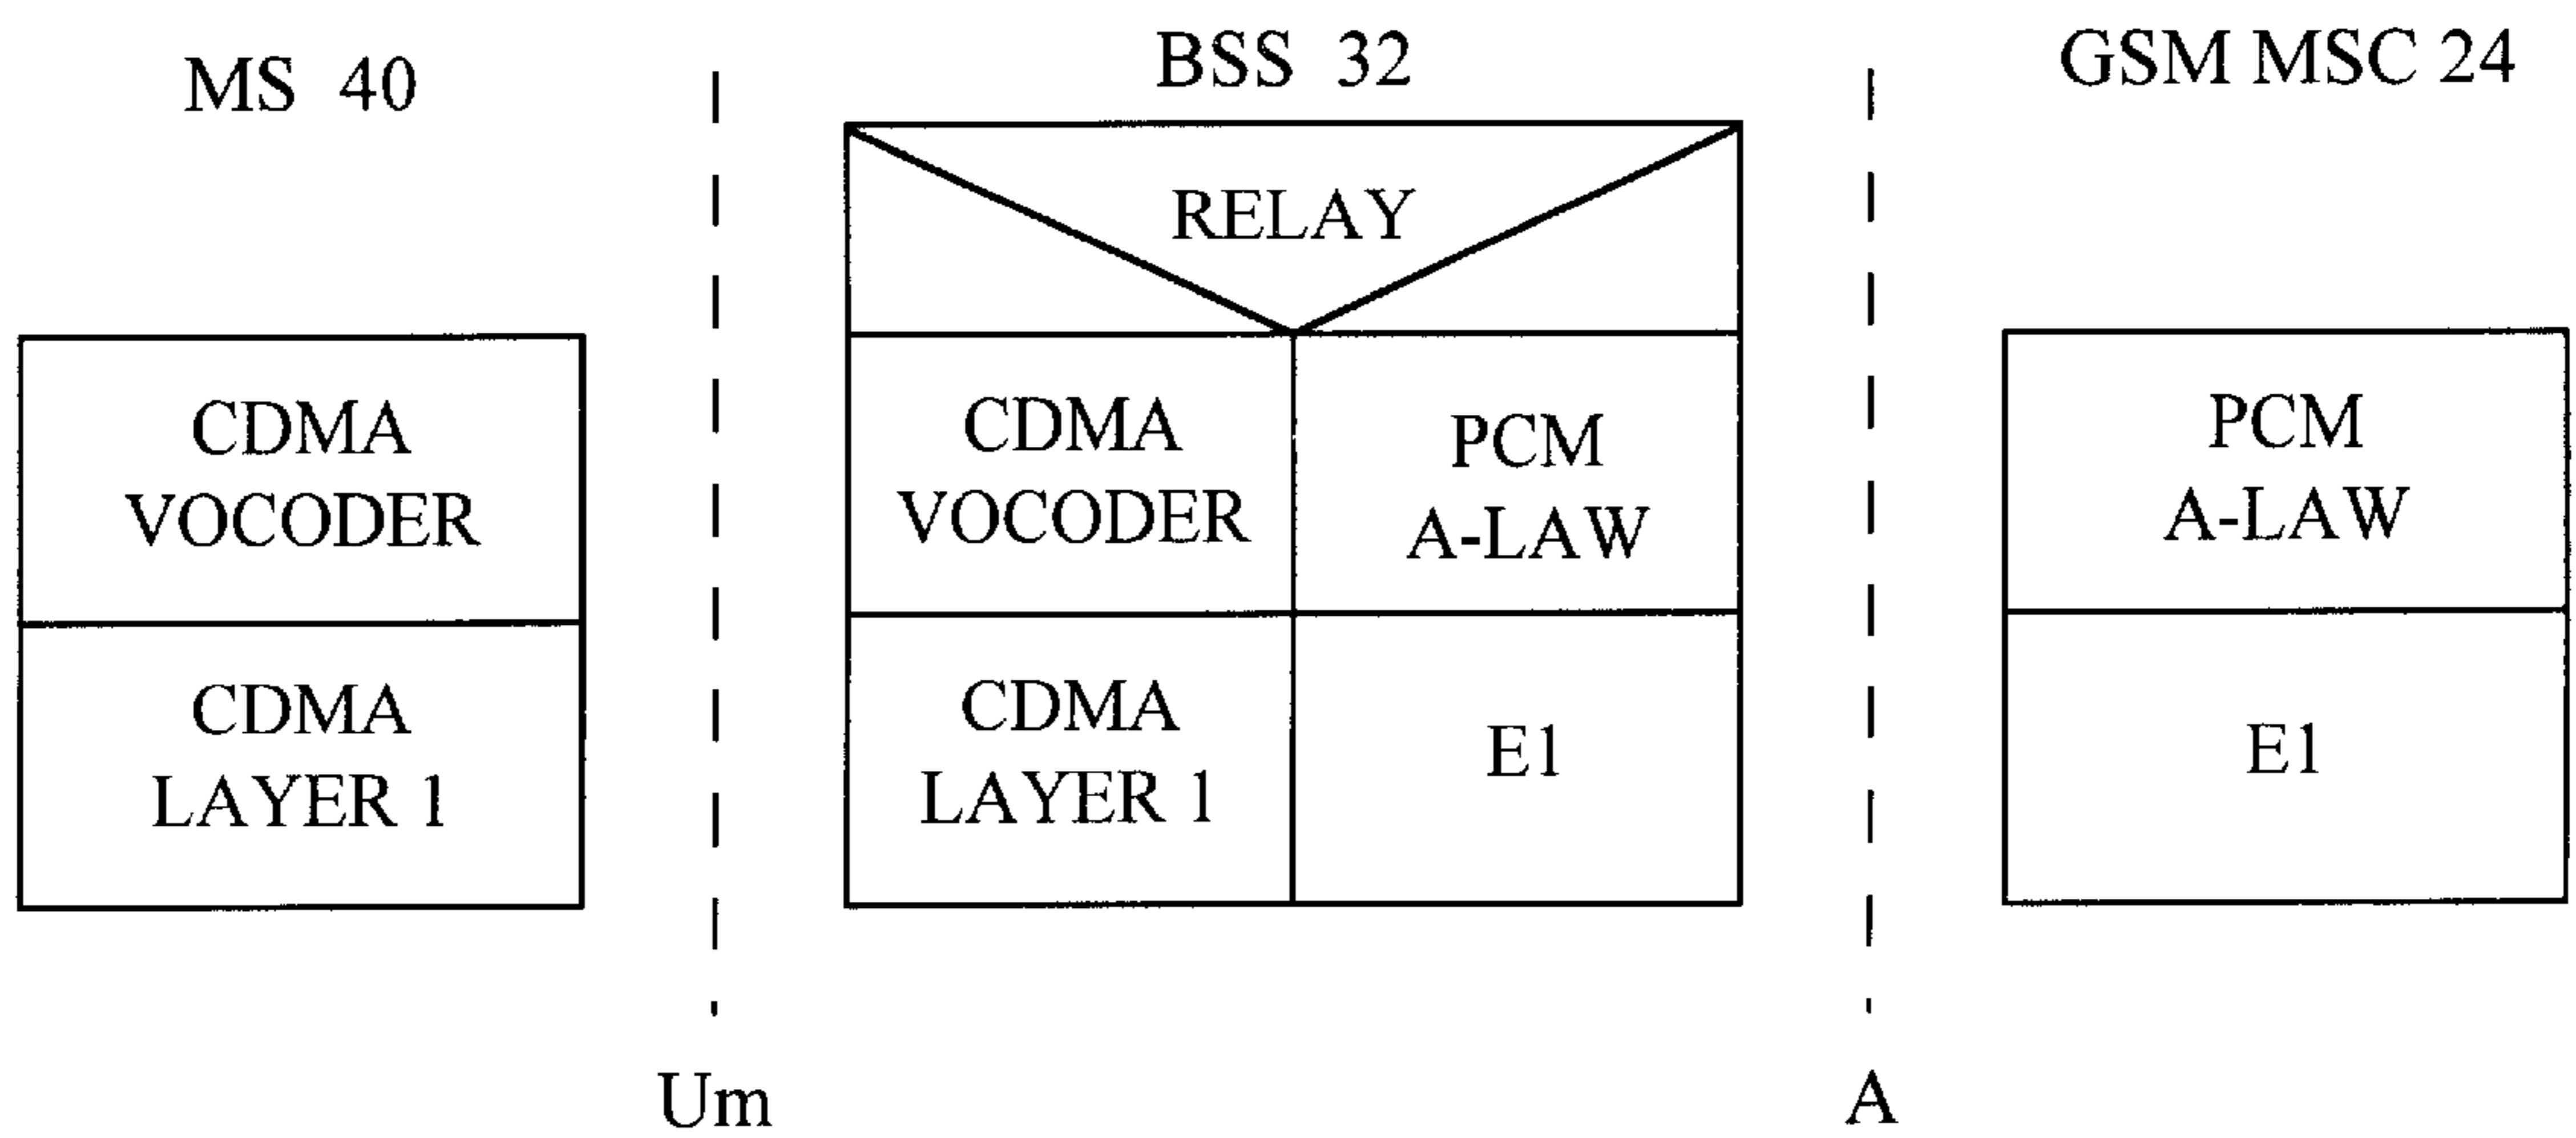 MS 40
BSS 32
GSM MSC 24
RELAY
CDMA
VOCODER
CDMA
LAYER 1
CDMA
VOCODER
PCM
A-LAW
CDMA
LAYER 1
E1
PCM
A-LAW
E1
Um
A